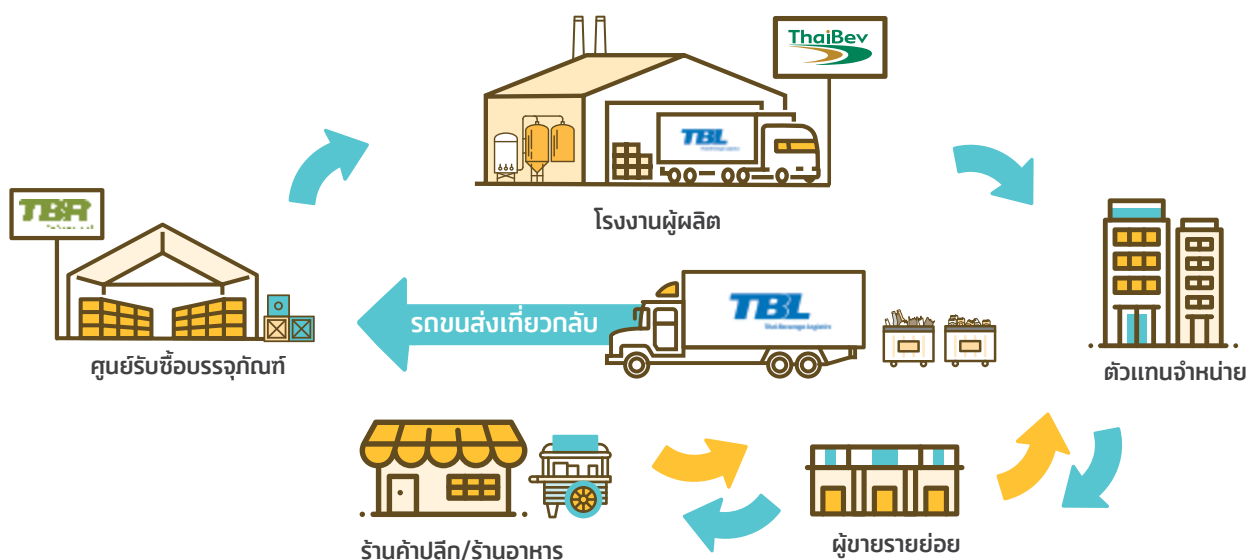 ThaiBev
TBL
โรงงานผู้ผลิต
TBR
รถขนส่งเที่ยวกลับ
TBL
Thai Beverage Logistics
ศูนย์รับซื้อบรรจุภัณฑ์
ตัวแทนจำหน่าย
ร้านค้าปลีก/ร้านอาหาร
ผู้ขายรายย่อย